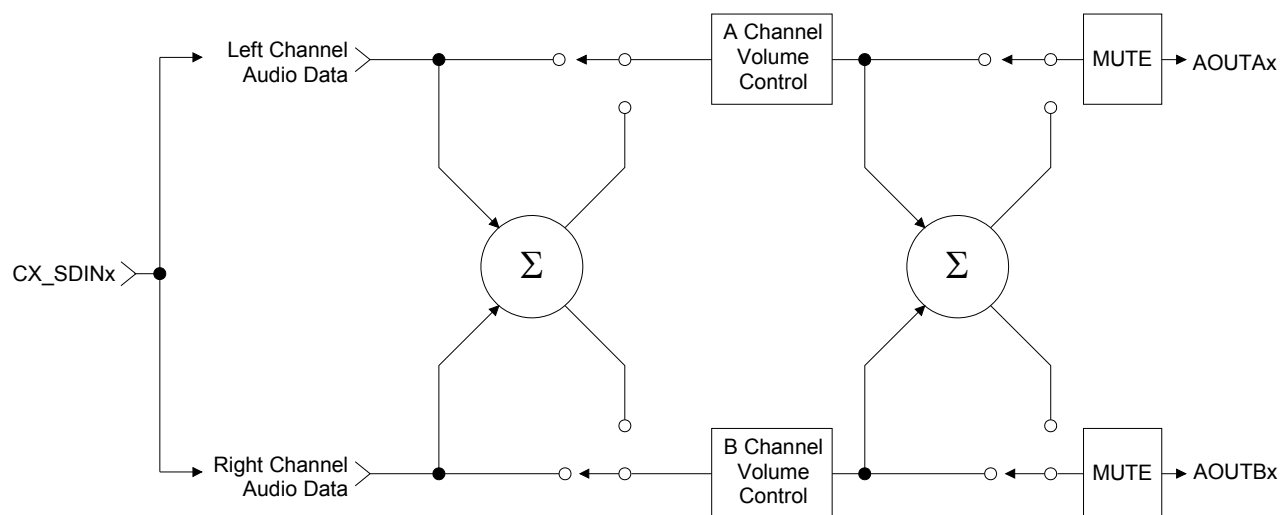 Left Channel
Audio Data
A Channel
Volume
Control
MUTE
AOUTAx
CX_SDINx
Σ
Σ
Right Channel
Audio Data
B Channel
Volume
Control
MUTE
AOUTBx